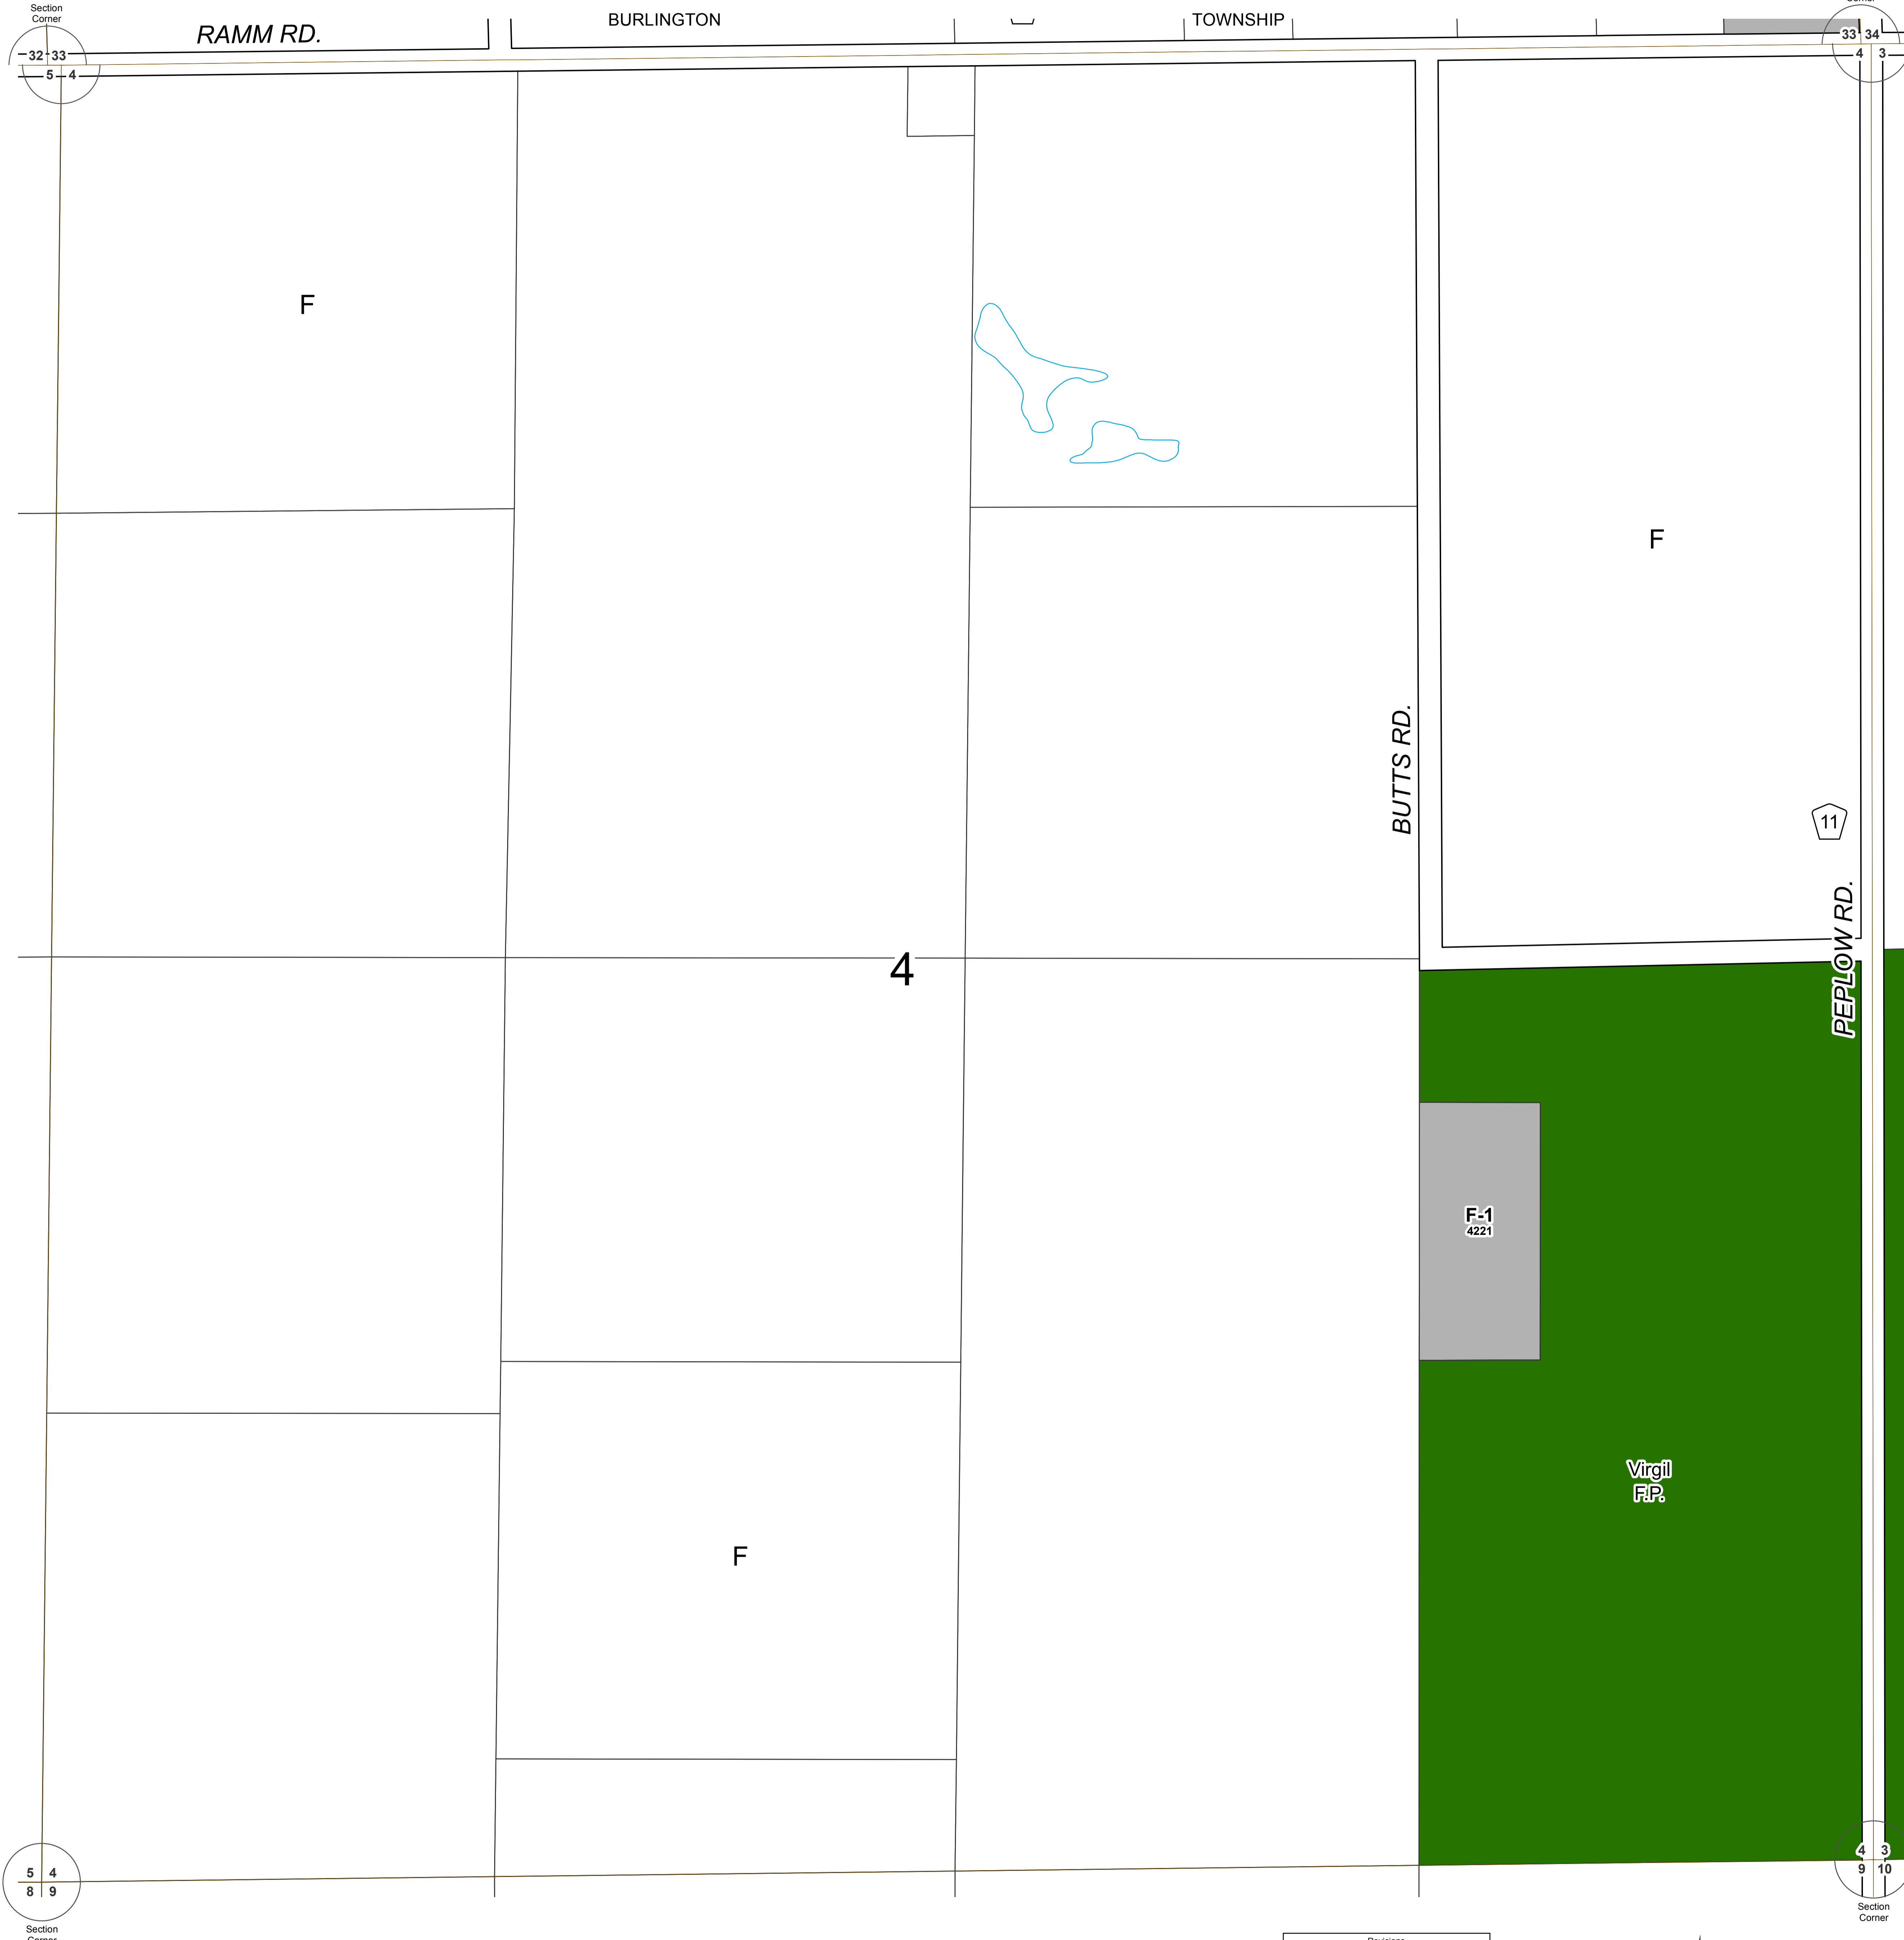 Section
Corner
BURLINGTON
TOWNSHIP
RAMM RD.
32 33
5 4
33 34
4 3
F
F
BUTTS RD.
11
PEPLOW RD.
4
F-1
4221
Virgil
F.P.
F
5 4
8 9
4 3
9 10
Section
Corner
Section